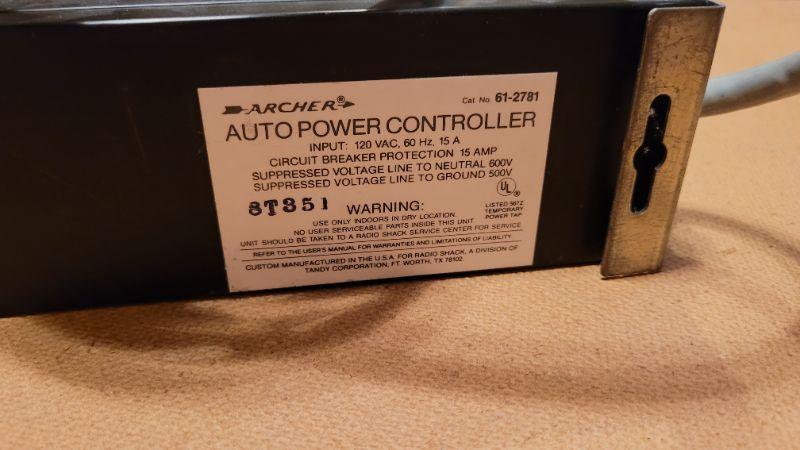 ARCHER®
Cat. No. 61-2781
AUTO POWER CONTROLLER
INPUT: 120 VAC, 60 Hz, 15 A
CIRCUIT BREAKER PROTECTION 15 AMP
SUPPRESSED VOLTAGE LINE TO NEUTRAL 600V
SUPPRESSED VOLTAGE LINE TO GROUND 500V
UL®
8T351
WARNING:
LISTED 567Z
TEMPORARY
POWER TAP
USE ONLY INDOORS IN DRY LOCATION.
NO USER SERVICEABLE PARTS INSIDE THIS UNIT
UNIT SHOULD BE TAKEN TO A RADIO SHACK SERVICE CENTER FOR SERVICE
REFER TO THE USER'S MANUAL FOR WARRANTIES AND LIMITATIONS OF LIABILITY
CUSTOM MANUFACTURED IN THE U.S.A. FOR RADIO SHACK, A DIVISION OF
TANDY CORPORATION, FT. WORTH, TX 78102